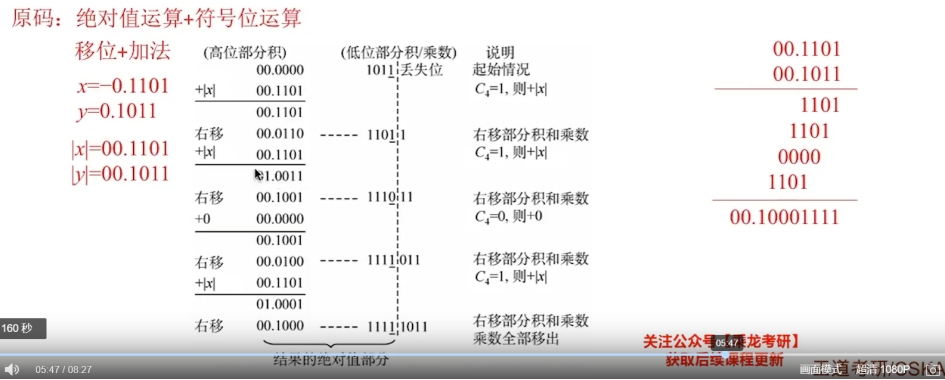 原码：绝对值运算+符号位运算
移位+加法
x=−0.1101
y=0.1011
|x|=00.1101
|y|=00.1011
(高位部分积) (低位部分积/乘数) 说明
00.0000 1011 丢失位 起始情况
+|x| 00.1101 C₄=1, 则+|x|
00.1101
右移 00.0110 1101 1 右移部分积和乘数
+|x| 00.1101 C₄=1, 则+|x|
01.0011
右移 00.1001 1110 11 右移部分积和乘数
+0 00.0000 C₄=0, 则+0
00.1001
右移 00.0100 1111 011 右移部分积和乘数
+|x| 00.1101 C₄=1, 则+|x|
01.0001
右移 00.1000 1111 1011 右移部分积和乘数
乘数全部移出
结果的绝对值部分
00.1101
00.1011
1101
1101
0000
1101
00.10001111
160 秒
关注公众号 龙考研】
05:47
获取后续课程更新
05:47 / 08:27
画面模式 超清 1080P